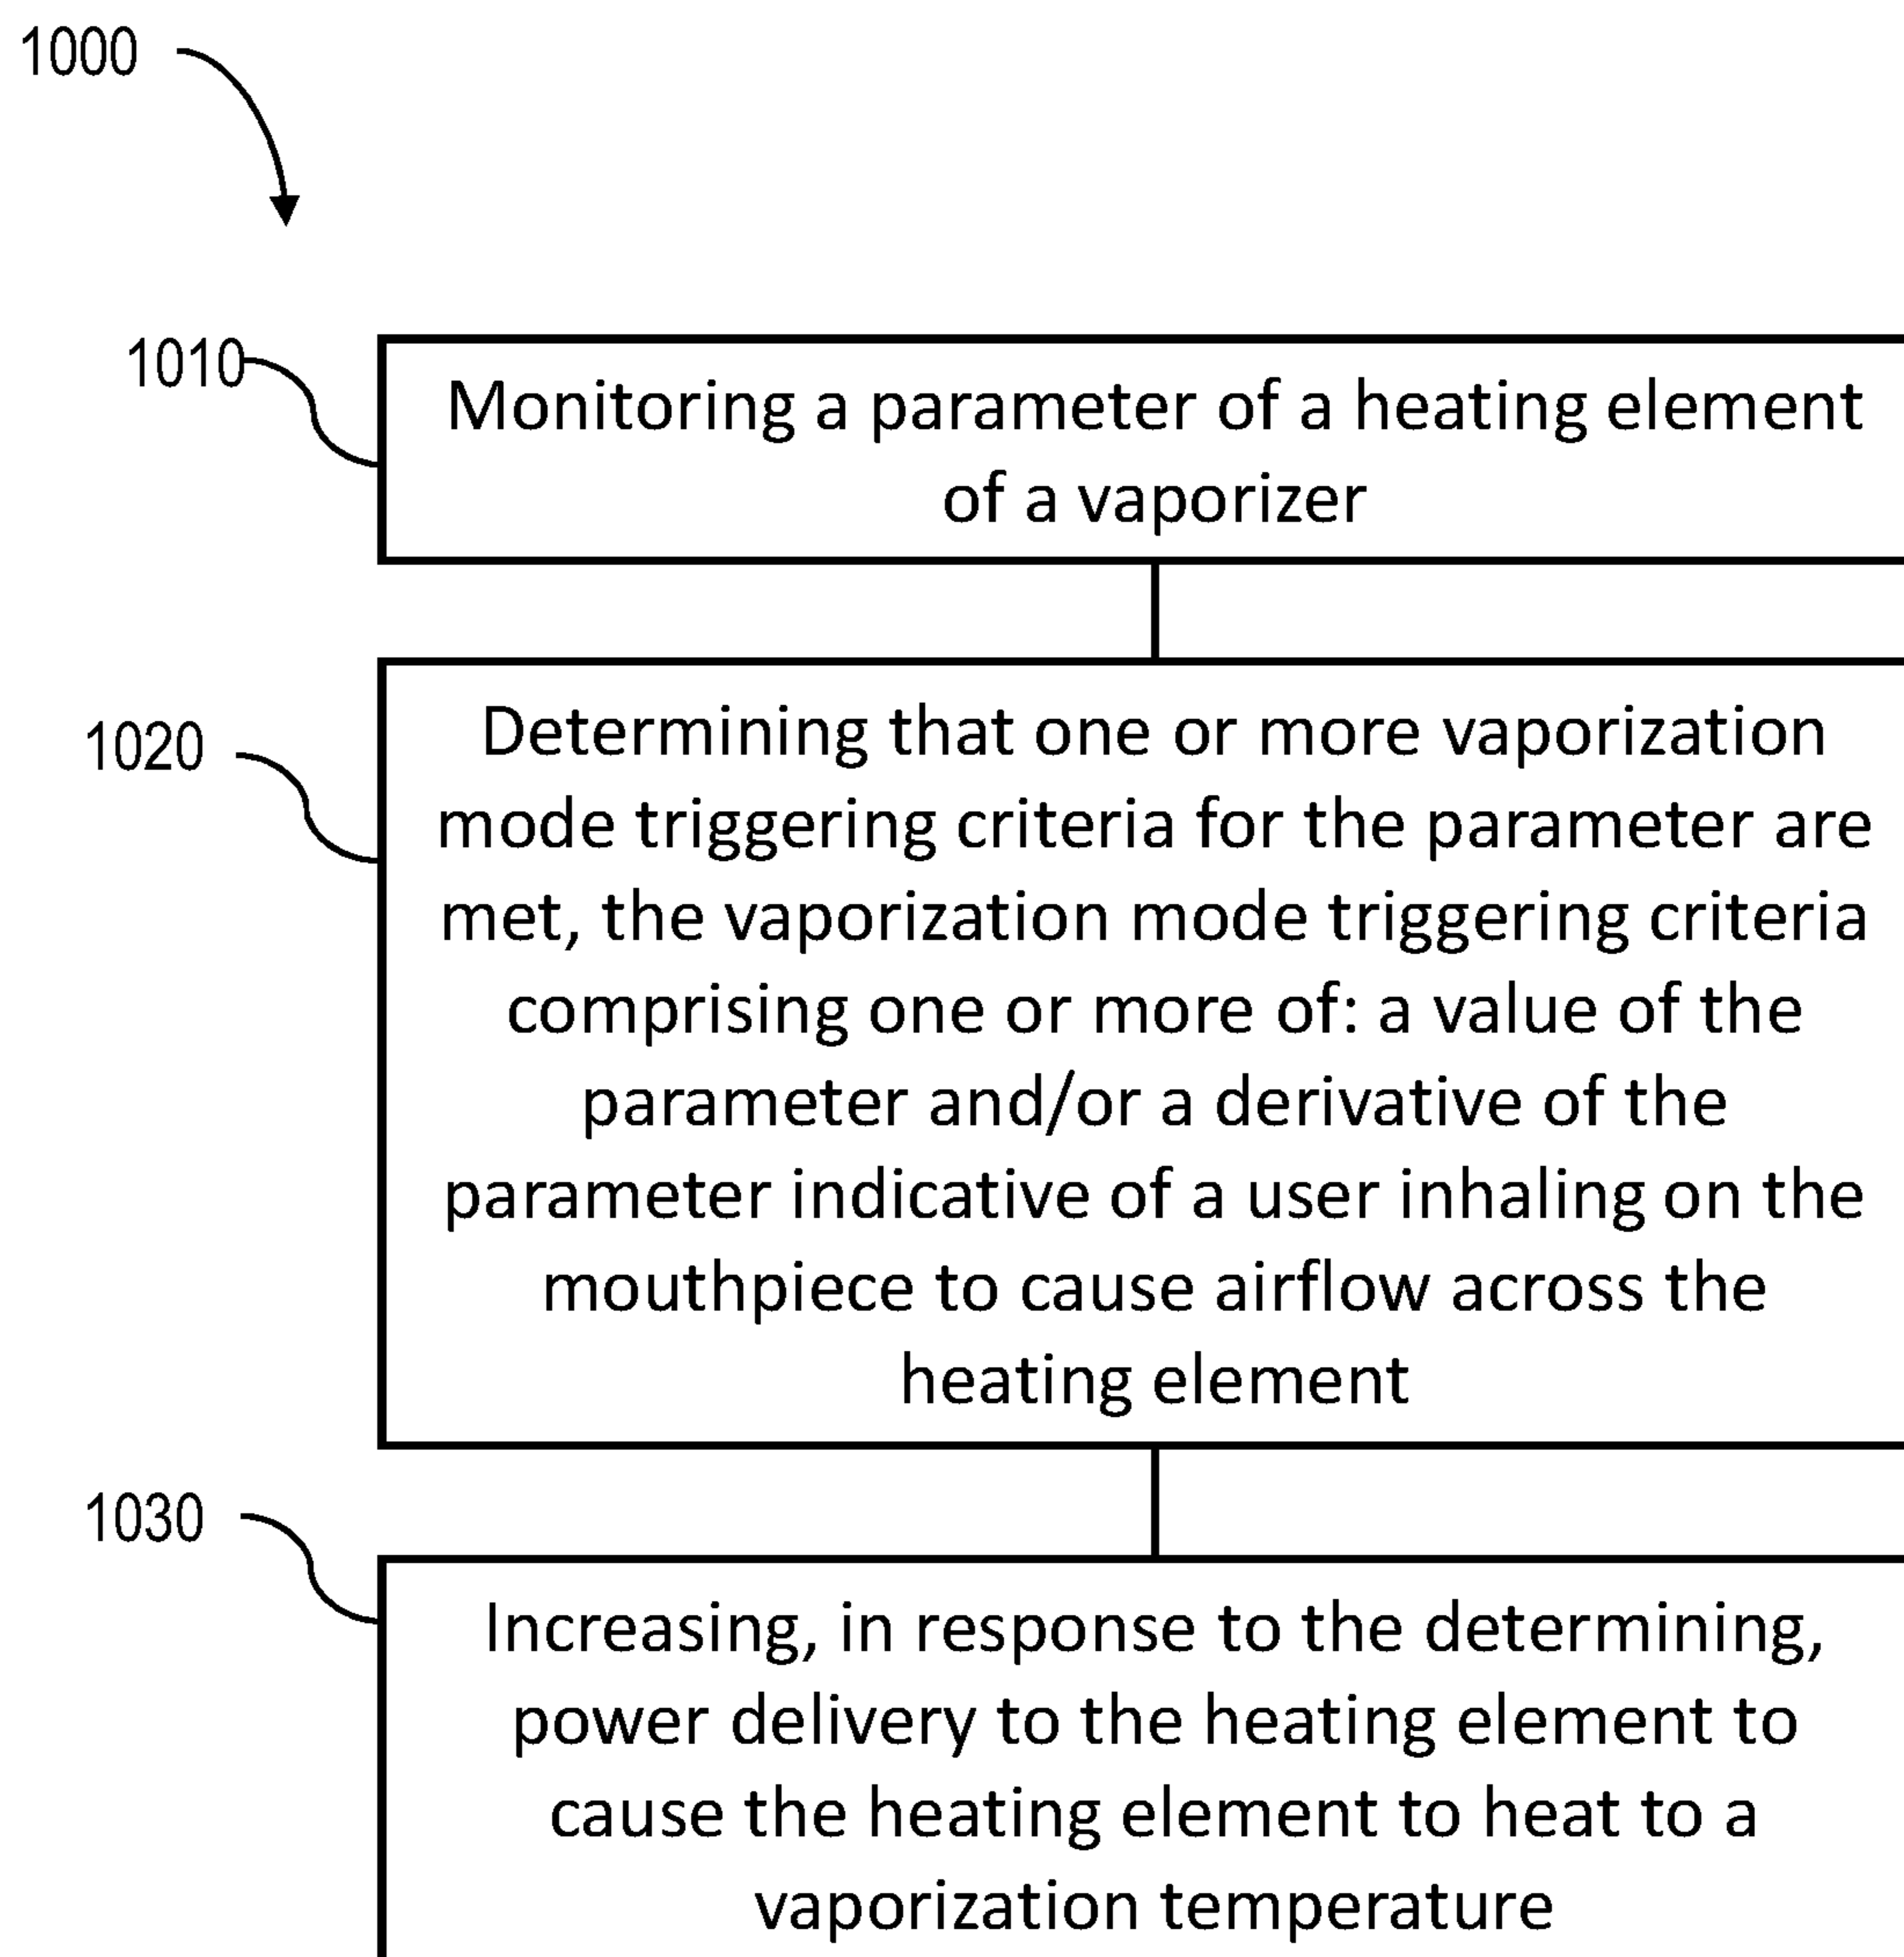 1000
1010
Monitoring a parameter of a heating element
of a vaporizer
1020
Determining that one or more vaporization
mode triggering criteria for the parameter are
met, the vaporization mode triggering criteria
comprising one or more of: a value of the
parameter and/or a derivative of the
parameter indicative of a user inhaling on the
mouthpiece to cause airflow across the
heating element
1030
Increasing, in response to the determining,
power delivery to the heating element to
cause the heating element to heat to a
vaporization temperature